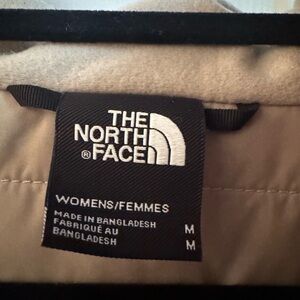 THE
NORTH
FACE
®
WOMENS/FEMMES
MADE IN BANGLADESH
FABRIQUÉ AU
BANGLADESH
M
M